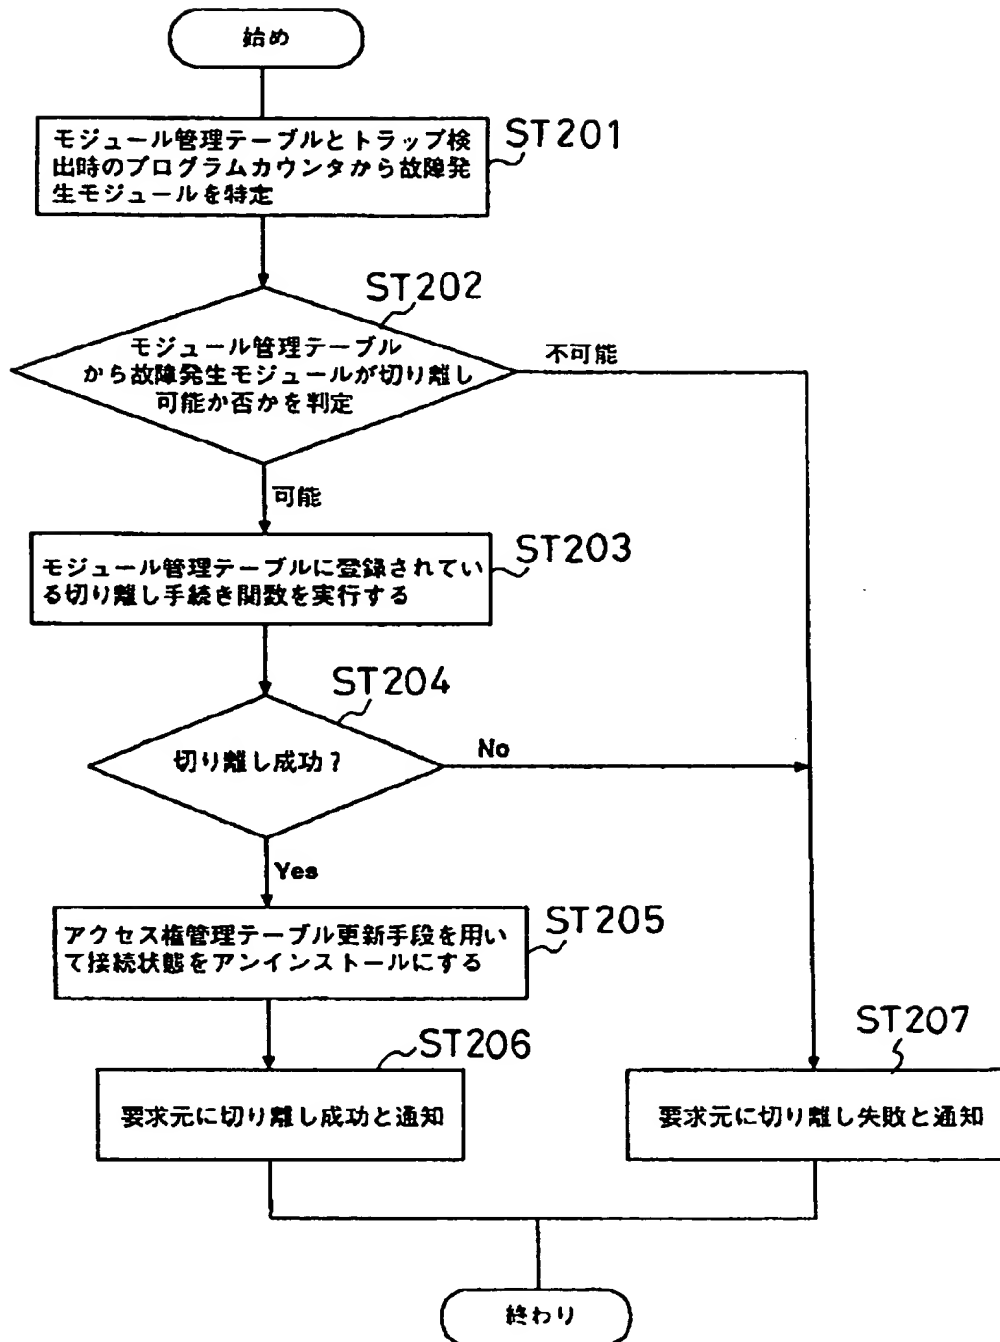 始め
ST201
モジュール管理テーブルとトラップ検
出時のプログラムカウンタから故障発
生モジュールを特定
ST202
モジュール管理テーブル
から故障発生モジュールが切り離し
可能か否かを判定
不可能
可能
ST203
モジュール管理テーブルに登録されてい
る切り離し手続き関数を実行する
ST204
切り離し成功?
No
Yes
ST205
アクセス権管理テーブル更新手段を用い
て接続状態をアンインストールにする
ST206
要求元に切り離し成功と通知
ST207
要求元に切り離し失敗と通知
終わり